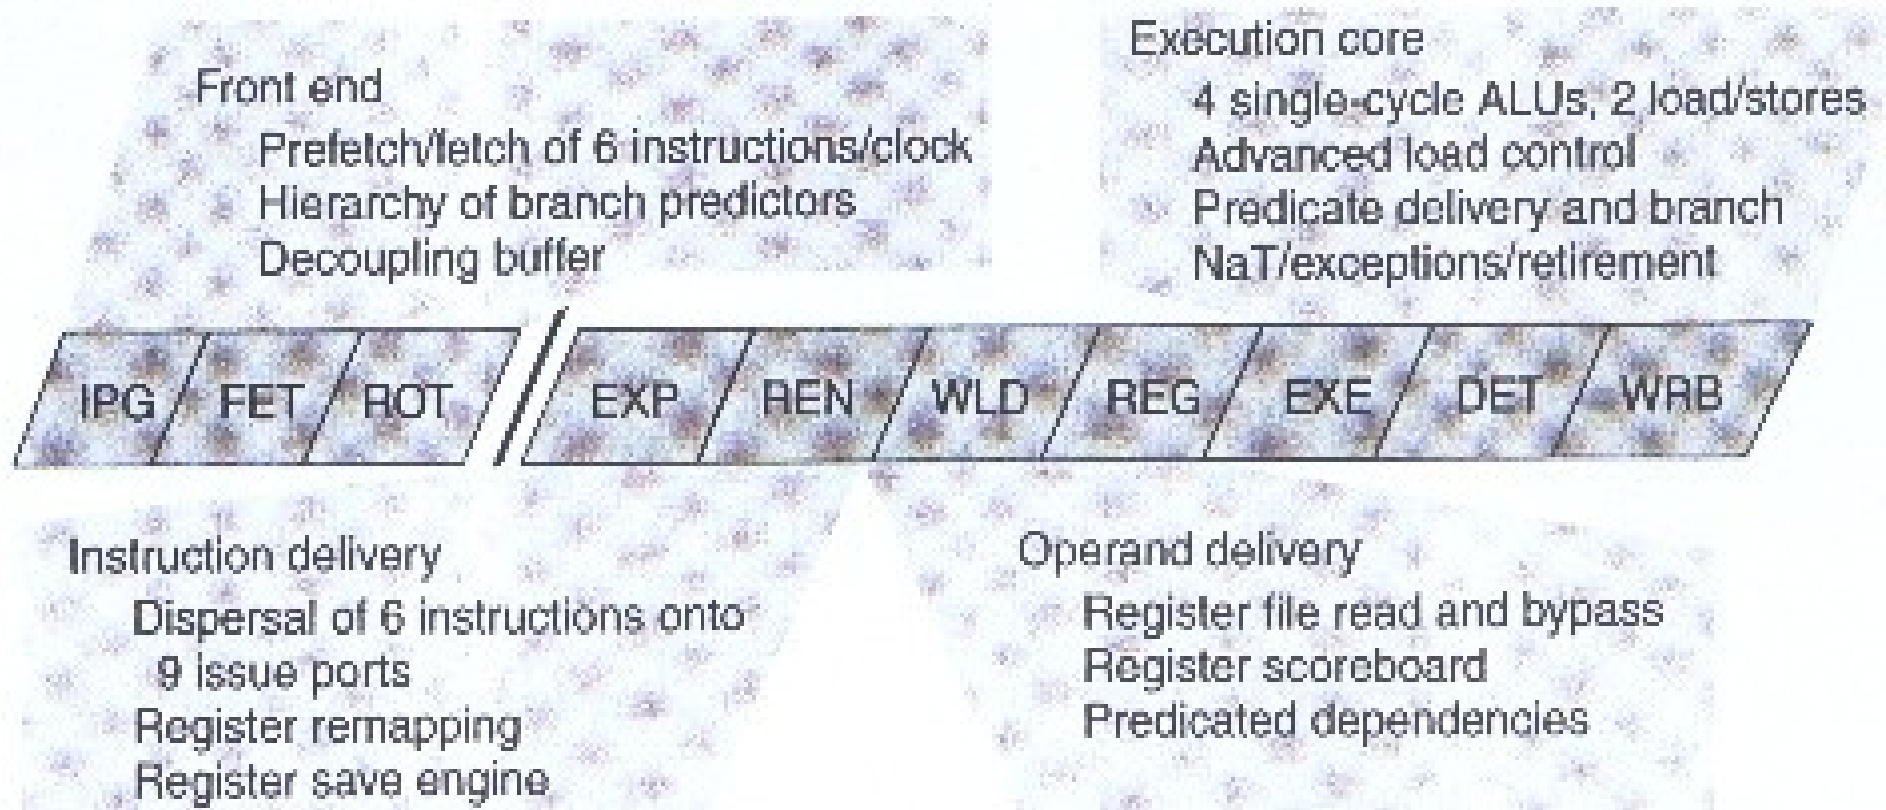 Front end
Prefetch/fetch of 6 instructions/clock
Hierarchy of branch predictors
Decoupling buffer
Execution core
4 single-cycle ALUs, 2 load/stores
Advanced load control
Predicate delivery and branch
NaT/exceptions/retirement
IPG FET ROT EXP REN WLD REG EXE DET WRB
Instruction delivery
Dispersal of 6 instructions onto
9 issue ports
Register remapping
Register save engine
Operand delivery
Register file read and bypass
Register scoreboard
Predicated dependencies